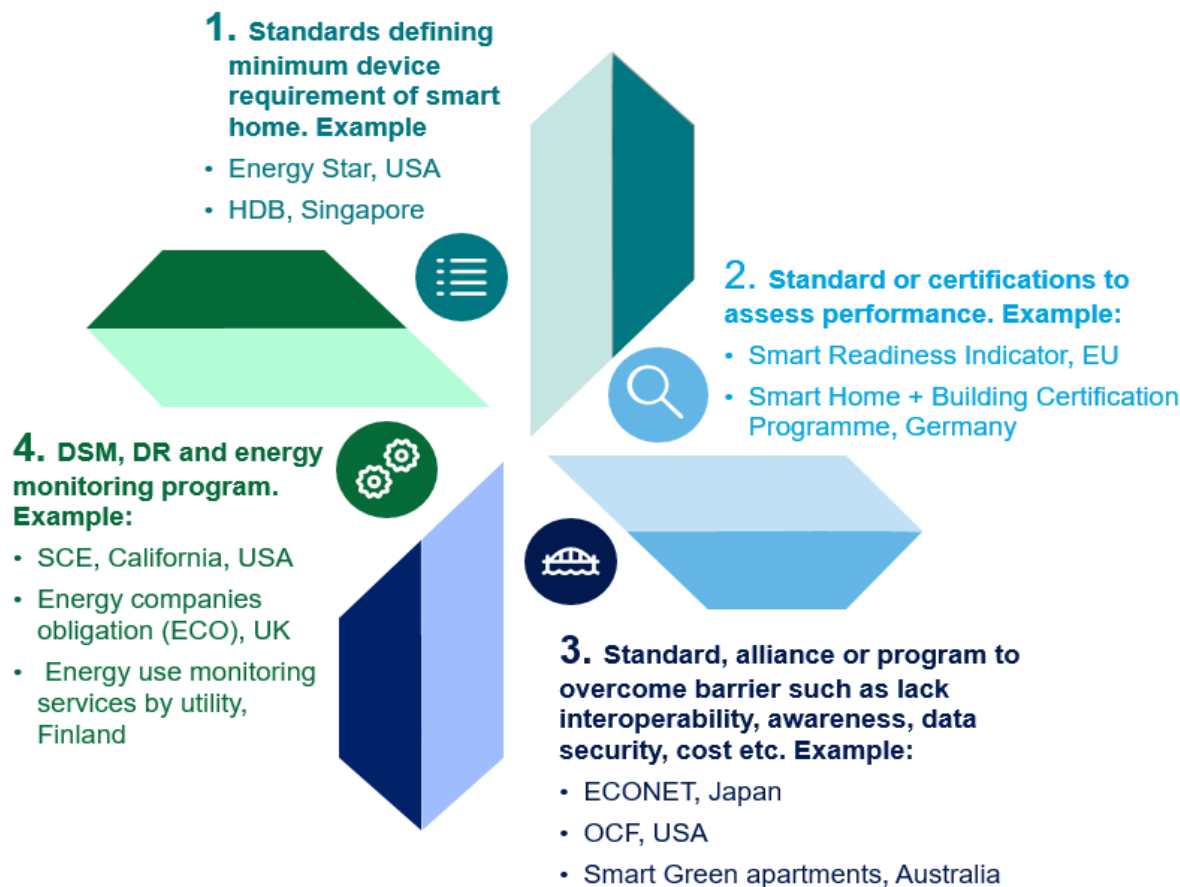 1. Standards defining
minimum device
requirement of smart
home. Example
• Energy Star, USA
• HDB, Singapore
2. Standard or certifications to
assess performance. Example:
• Smart Readiness Indicator, EU
• Smart Home + Building Certification
Programme, Germany
3. Standard, alliance or program to
overcome barrier such as lack
interoperability, awareness, data
security, cost etc. Example:
• ECONET, Japan
• OCF, USA
• Smart Green apartments, Australia
4. DSM, DR and energy
monitoring program.
Example:
• SCE, California, USA
• Energy companies
obligation (ECO), UK
• Energy use monitoring
services by utility,
Finland